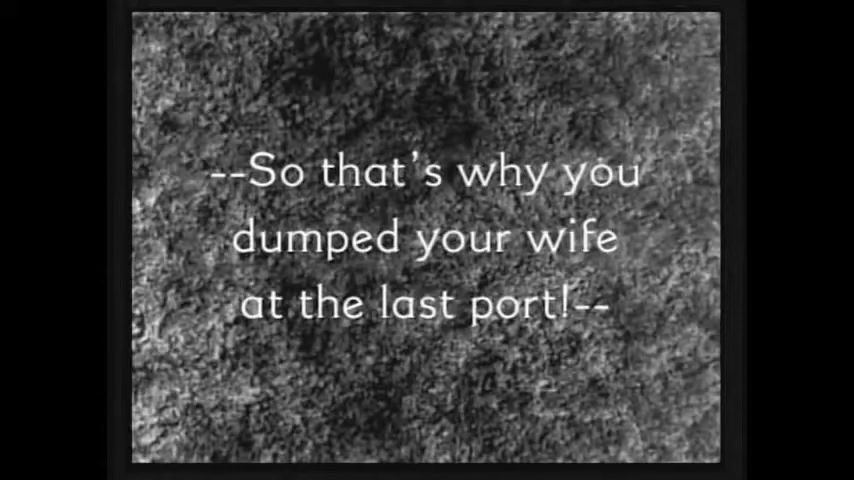 --So that's why you
dumped your wife
at the last port!--